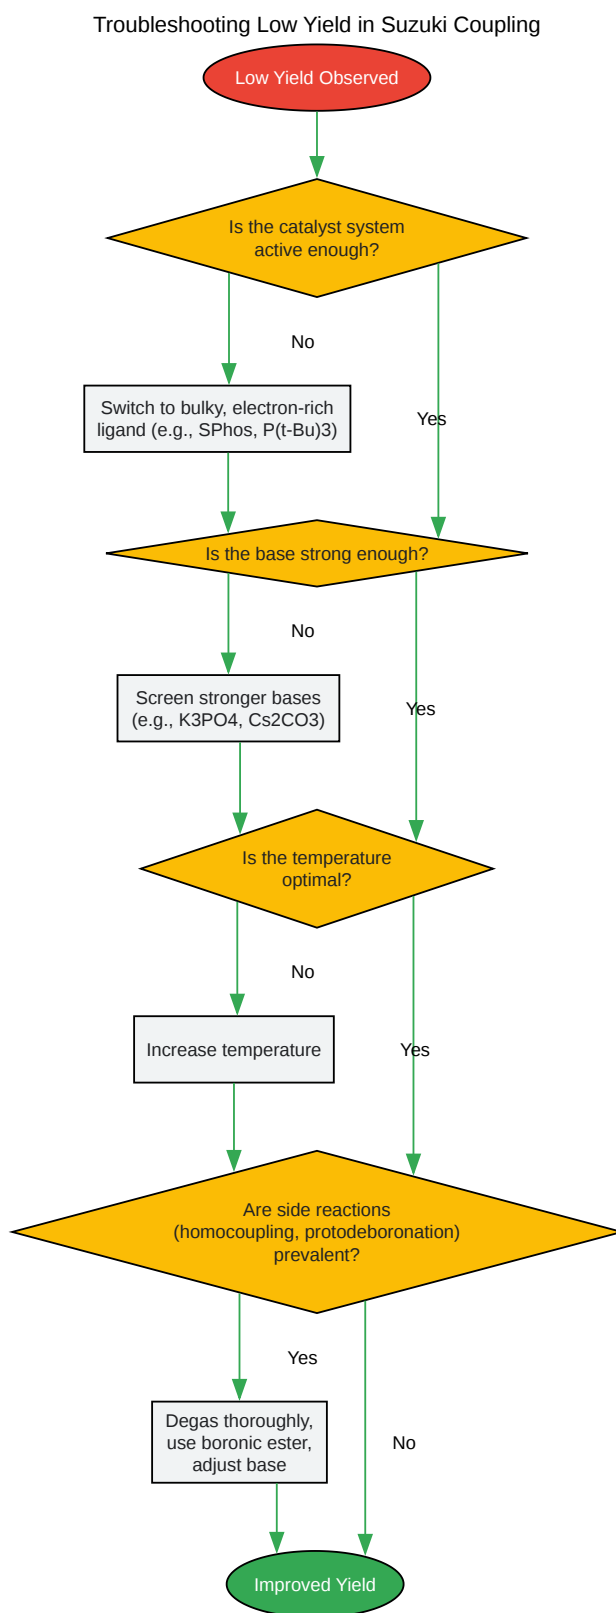 Troubleshooting Low Yield in Suzuki Coupling
Low Yield Observed
Is the catalyst system
active enough?
No
Switch to bulky, electron-rich
ligand (e.g., SPhos, P(t-Bu)3)
Yes
Is the base strong enough?
No
Screen stronger bases
(e.g., K3PO4, Cs2CO3)
Yes
Is the temperature
optimal?
No
Increase temperature
Yes
Are side reactions
(homocoupling, protodeboronation)
prevalent?
Yes
Degas thoroughly,
use boronic ester,
adjust base
No
Improved Yield